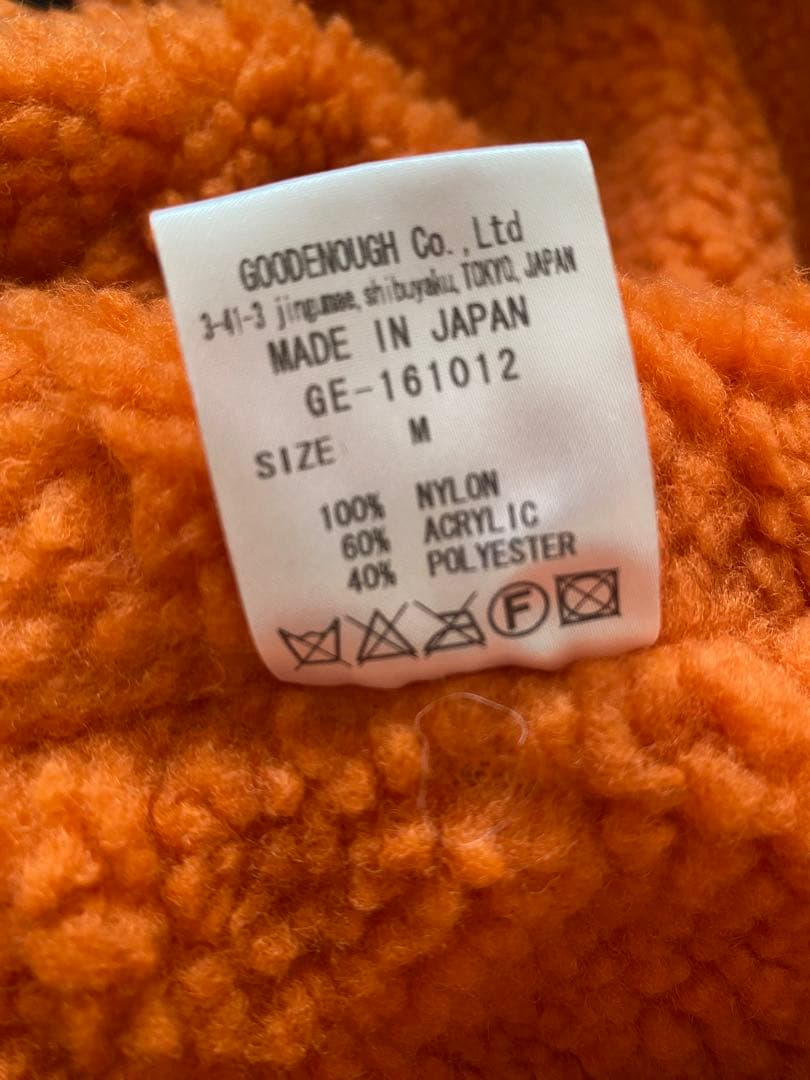 GOODENOUGH Co.,Ltd
3-41-3 jingumae, shibuyaku, TOKYO, JAPAN
MADE IN JAPAN
GE-161012
SIZE M
100% NYLON
60% ACRYLIC
40% POLYESTER
F